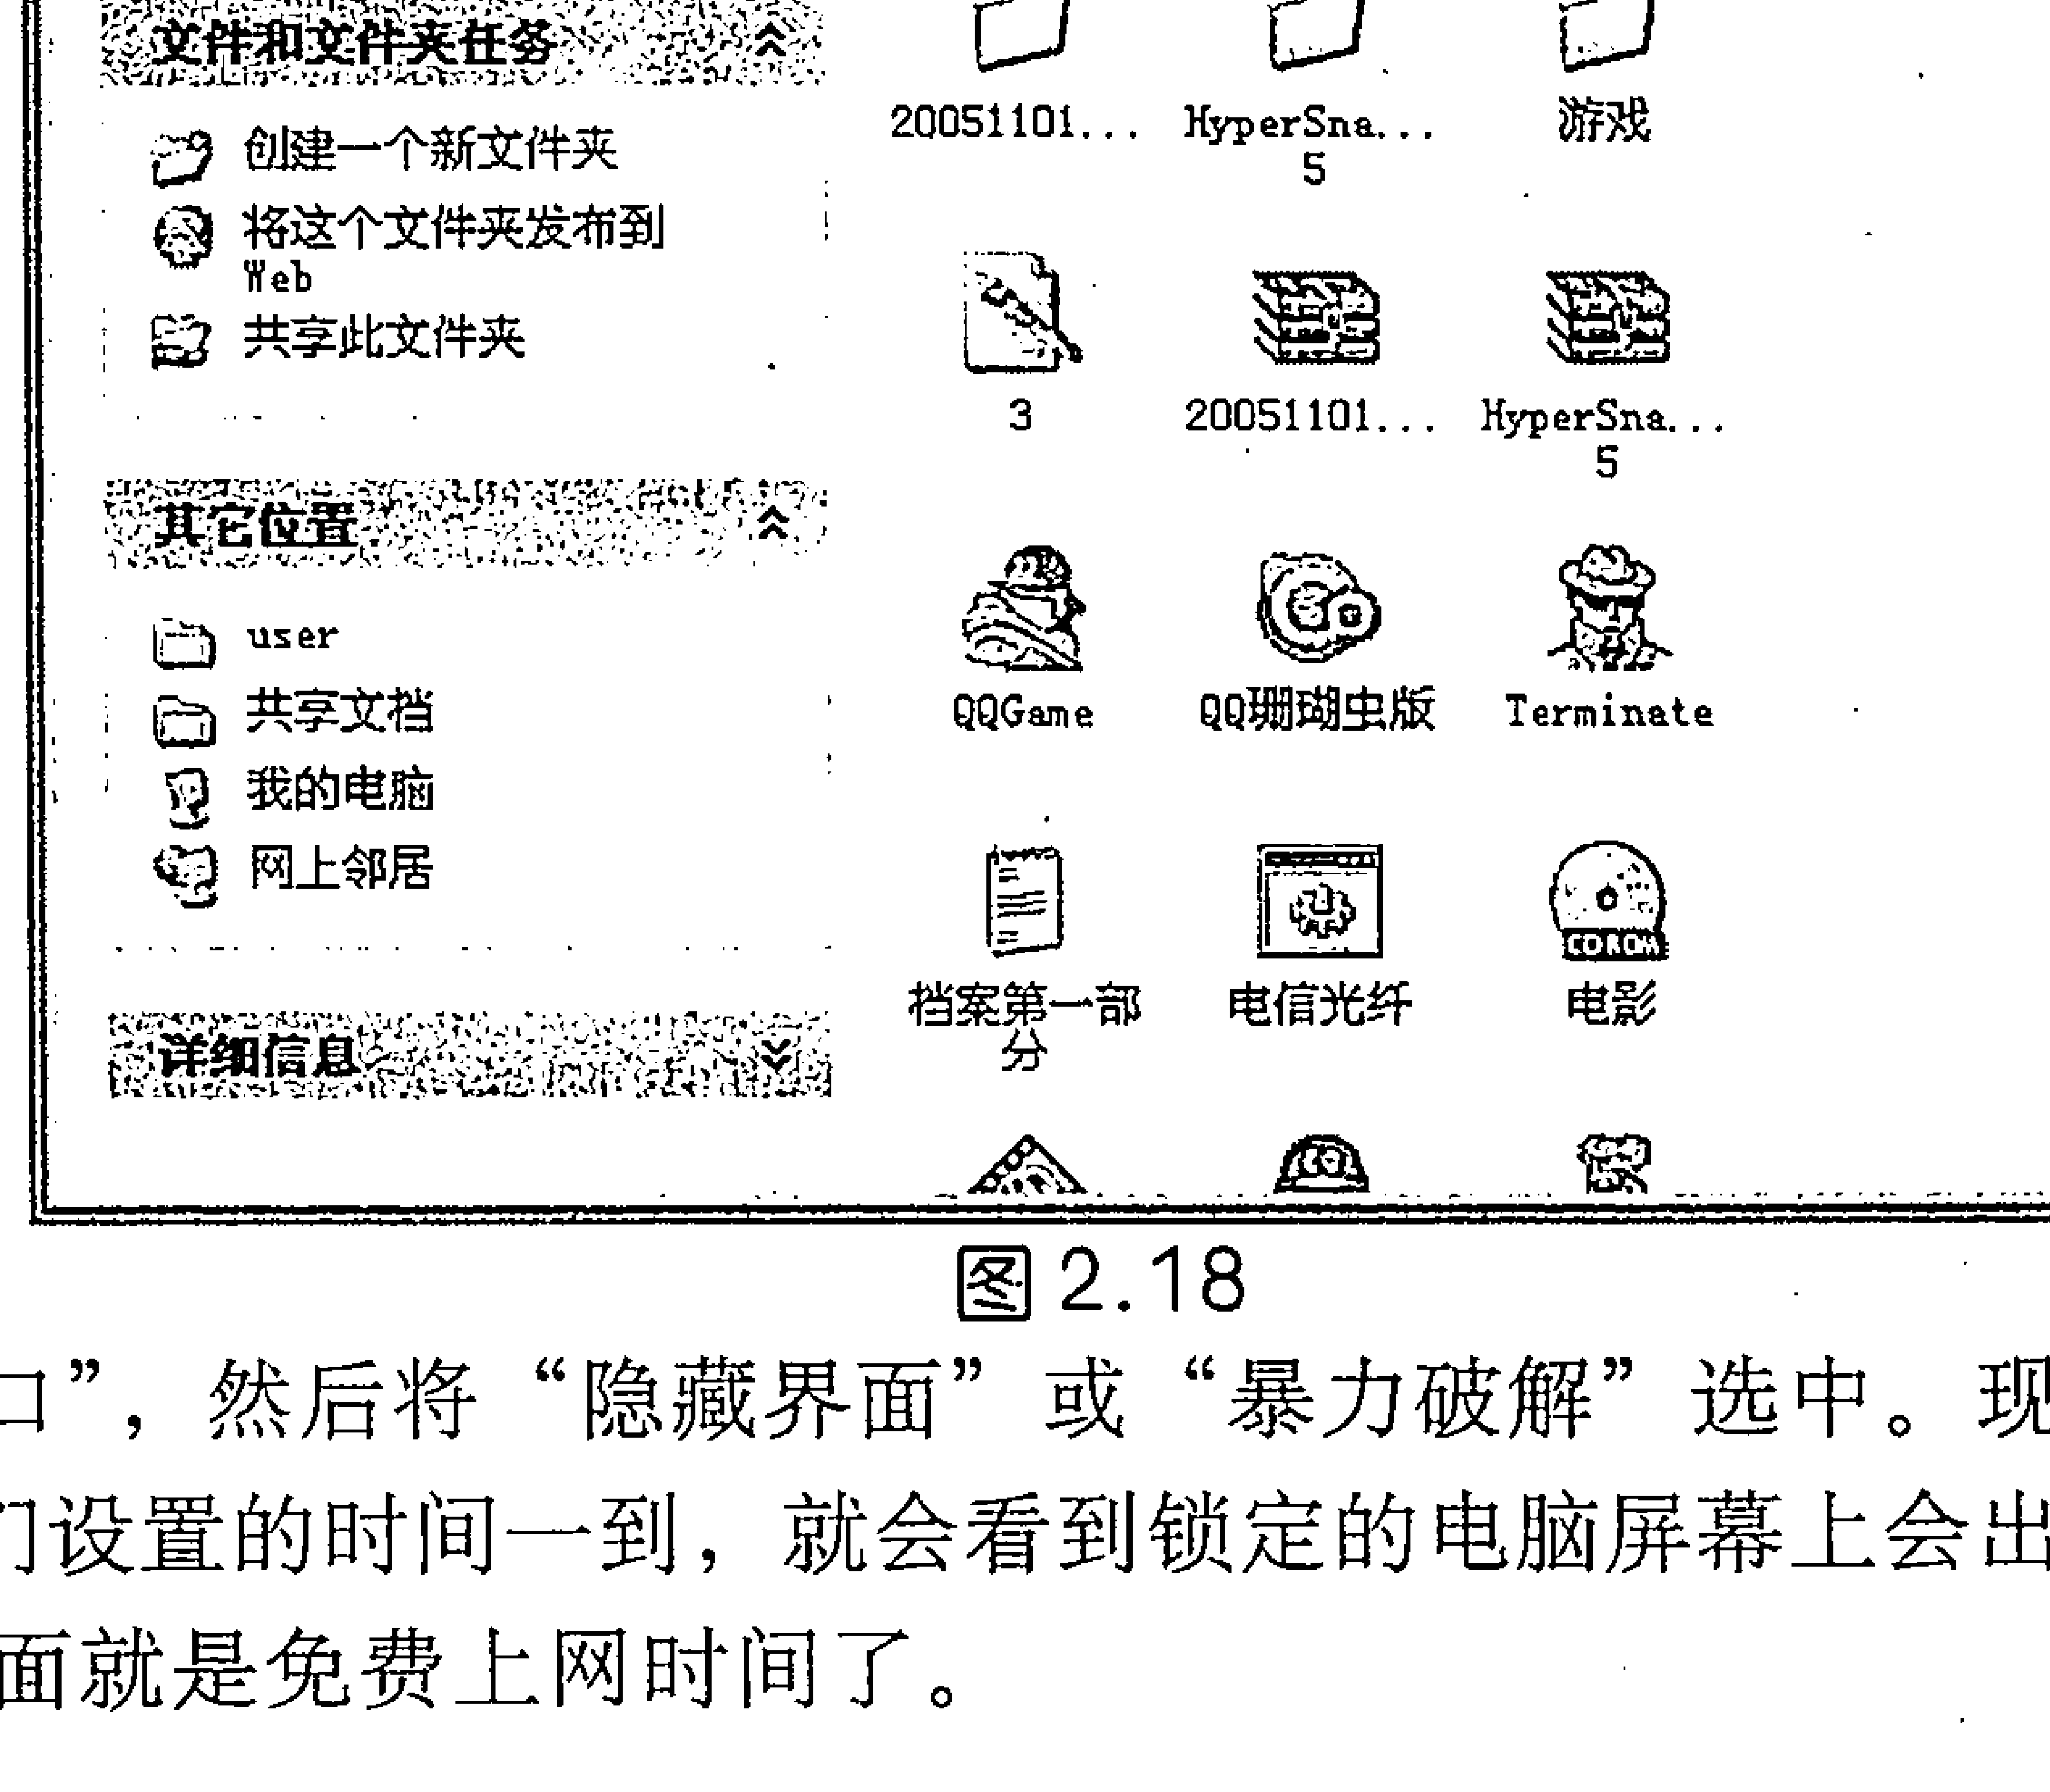 文件和文件夹任务
创建一个新文件夹
将这个文件夹发布到
Web
共享此文件夹
其它位置
user
共享文档
我的电脑
网上邻居
详细信息
20051101... HyperSna... 游戏
5
3 20051101... HyperSna...
5
QQGame QQ珊瑚虫版 Terminate
CD ROM
档案第一部 电信光纤 电影
分
图 2.18
口”，然后将“隐藏界面”或“暴力破解”选中。现
们设置的时间一到，就会看到锁定的电脑屏幕上会出
面就是免费上网时间了。